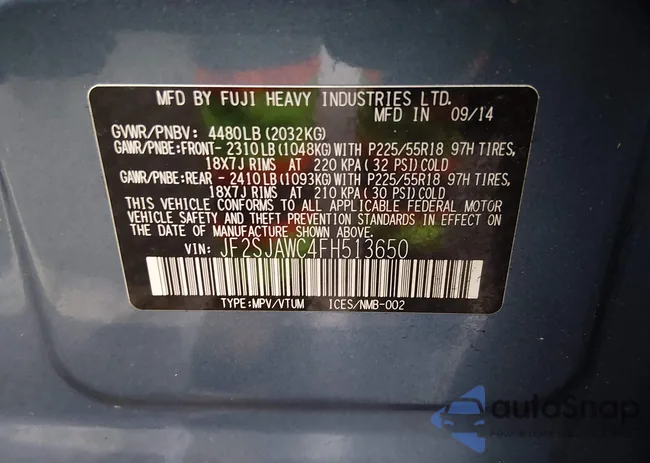 MFD BY FUJI HEAVY INDUSTRIES LTD.
MFD IN 09/14
GVWR/PNBV: 4480LB (2032KG)
GAWR/PNBE:FRONT- 2310LB (1048KG) WITH P225/55R18 97H TIRES,
18X7J RIMS AT 220 KPA (32 PSI) COLD
GAWR/PNBE:REAR - 2410LB (1093KG) WITH P225/55R18 97H TIRES,
18X7J RIMS AT 210 KPA (30 PSI) COLD
THIS VEHICLE CONFORMS TO ALL APPLICABLE FEDERAL MOTOR
VEHICLE SAFETY AND THEFT PREVENTION STANDARDS IN EFFECT ON
THE DATE OF MANUFACTURE SHOWN ABOVE.
VIN: JF2SJAWC4FH513650
TYPE:MPV/VTUM ICES/NMB-002
autoSnap